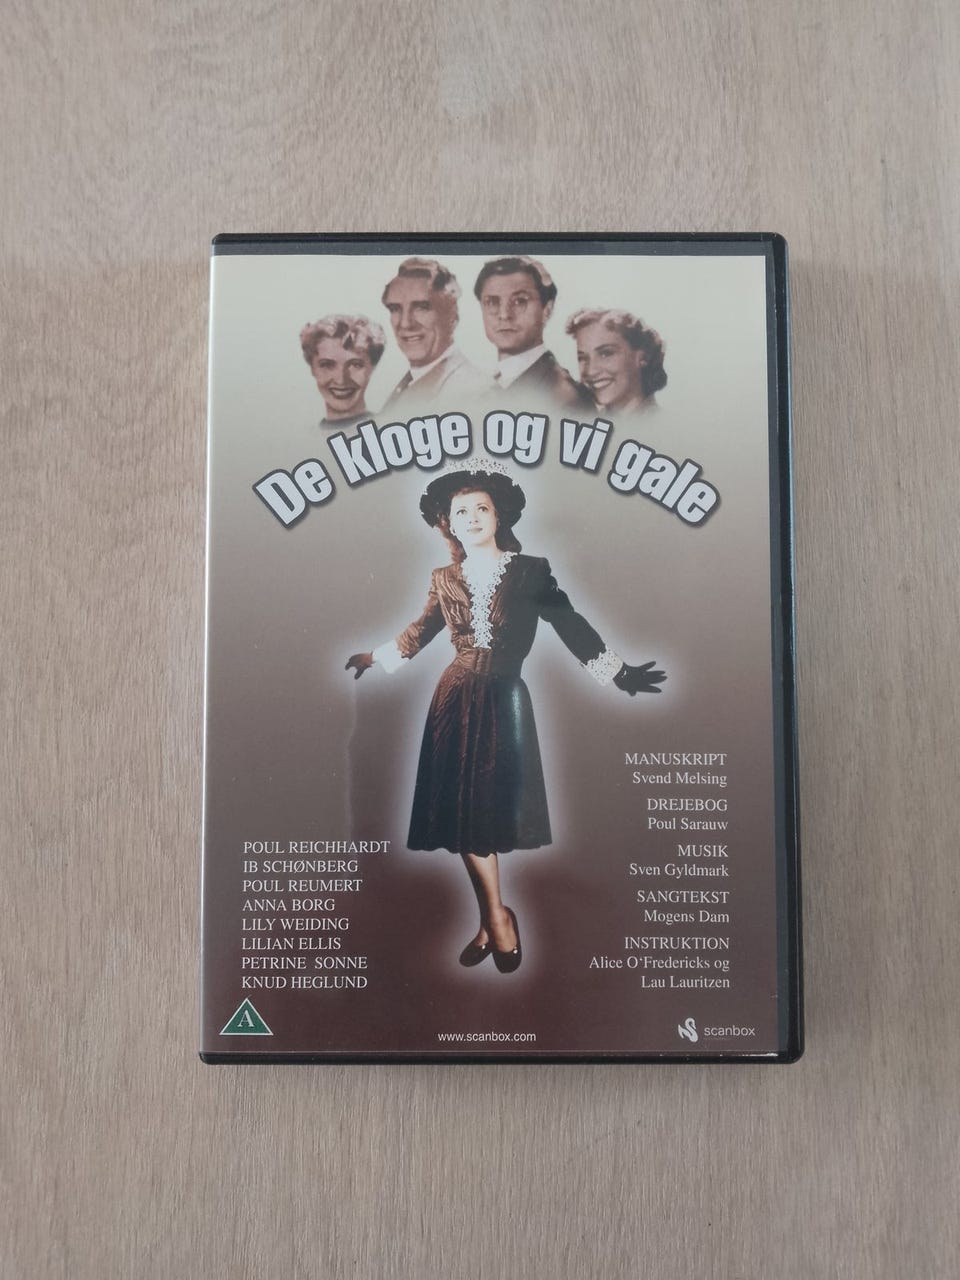 De kloge og vi gale
POUL REICHHARDT
IB SCHØNBERG
POUL REUMERT
ANNA BORG
LILY WEIDING
LILIAN ELLIS
PETRINE SONNE
KNUD HEGLUND
MANUSKRIPT
Svend Melsing
DREJEBOG
Poul Sarauw
MUSIK
Sven Gyldmark
SANGTEKST
Mogens Dam
INSTRUKTION
Alice O'Fredericks og
Lau Lauritzen
A
www.scanbox.com
scanbox